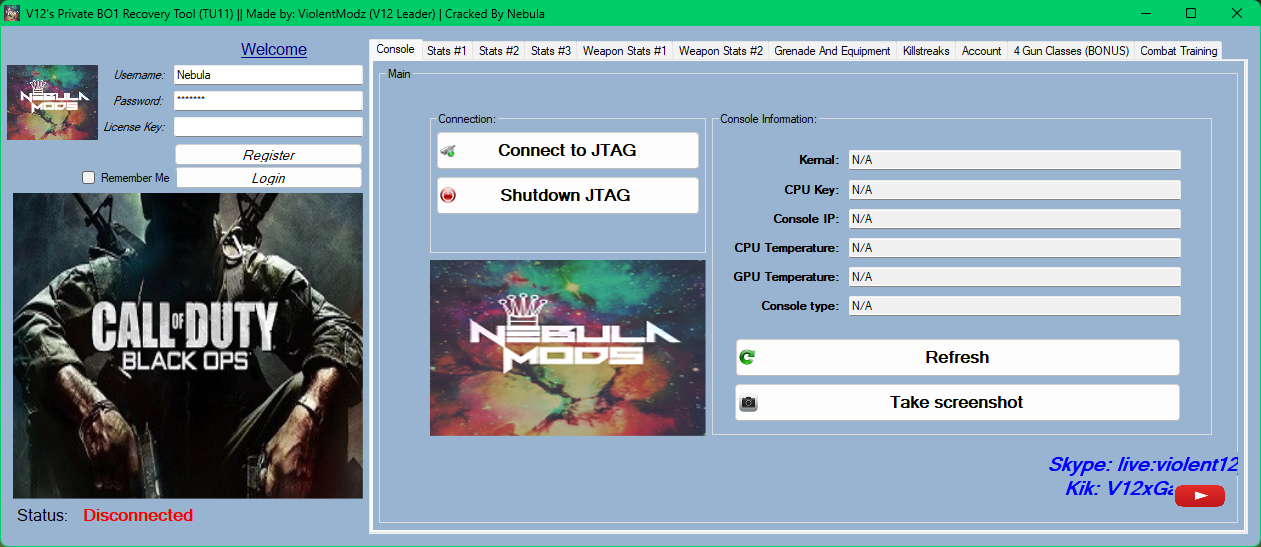 V12's Private BO1 Recovery Tool (TU11) || Made by: ViolentModz (V12 Leader) | Cracked By Nebula
Welcome
Username: Nebula
Password: *******
License Key:
Register
Remember Me
Login
NEBULA
MODS
CALL OF DUTY
BLACK OPS
Status: Disconnected
Console Stats #1 Stats #2 Stats #3 Weapon Stats #1 Weapon Stats #2 Grenade And Equipment Killstreaks Account 4 Gun Classes (BONUS) Combat Training
Main
Connection:
Connect to JTAG
Shutdown JTAG
NEBULA
MODS
Console Information:
Kernal: N/A
CPU Key: N/A
Console IP: N/A
CPU Temperature: N/A
GPU Temperature: N/A
Console type: N/A
Refresh
Take screenshot
Skype: live:violent12
Kik: V12xGa